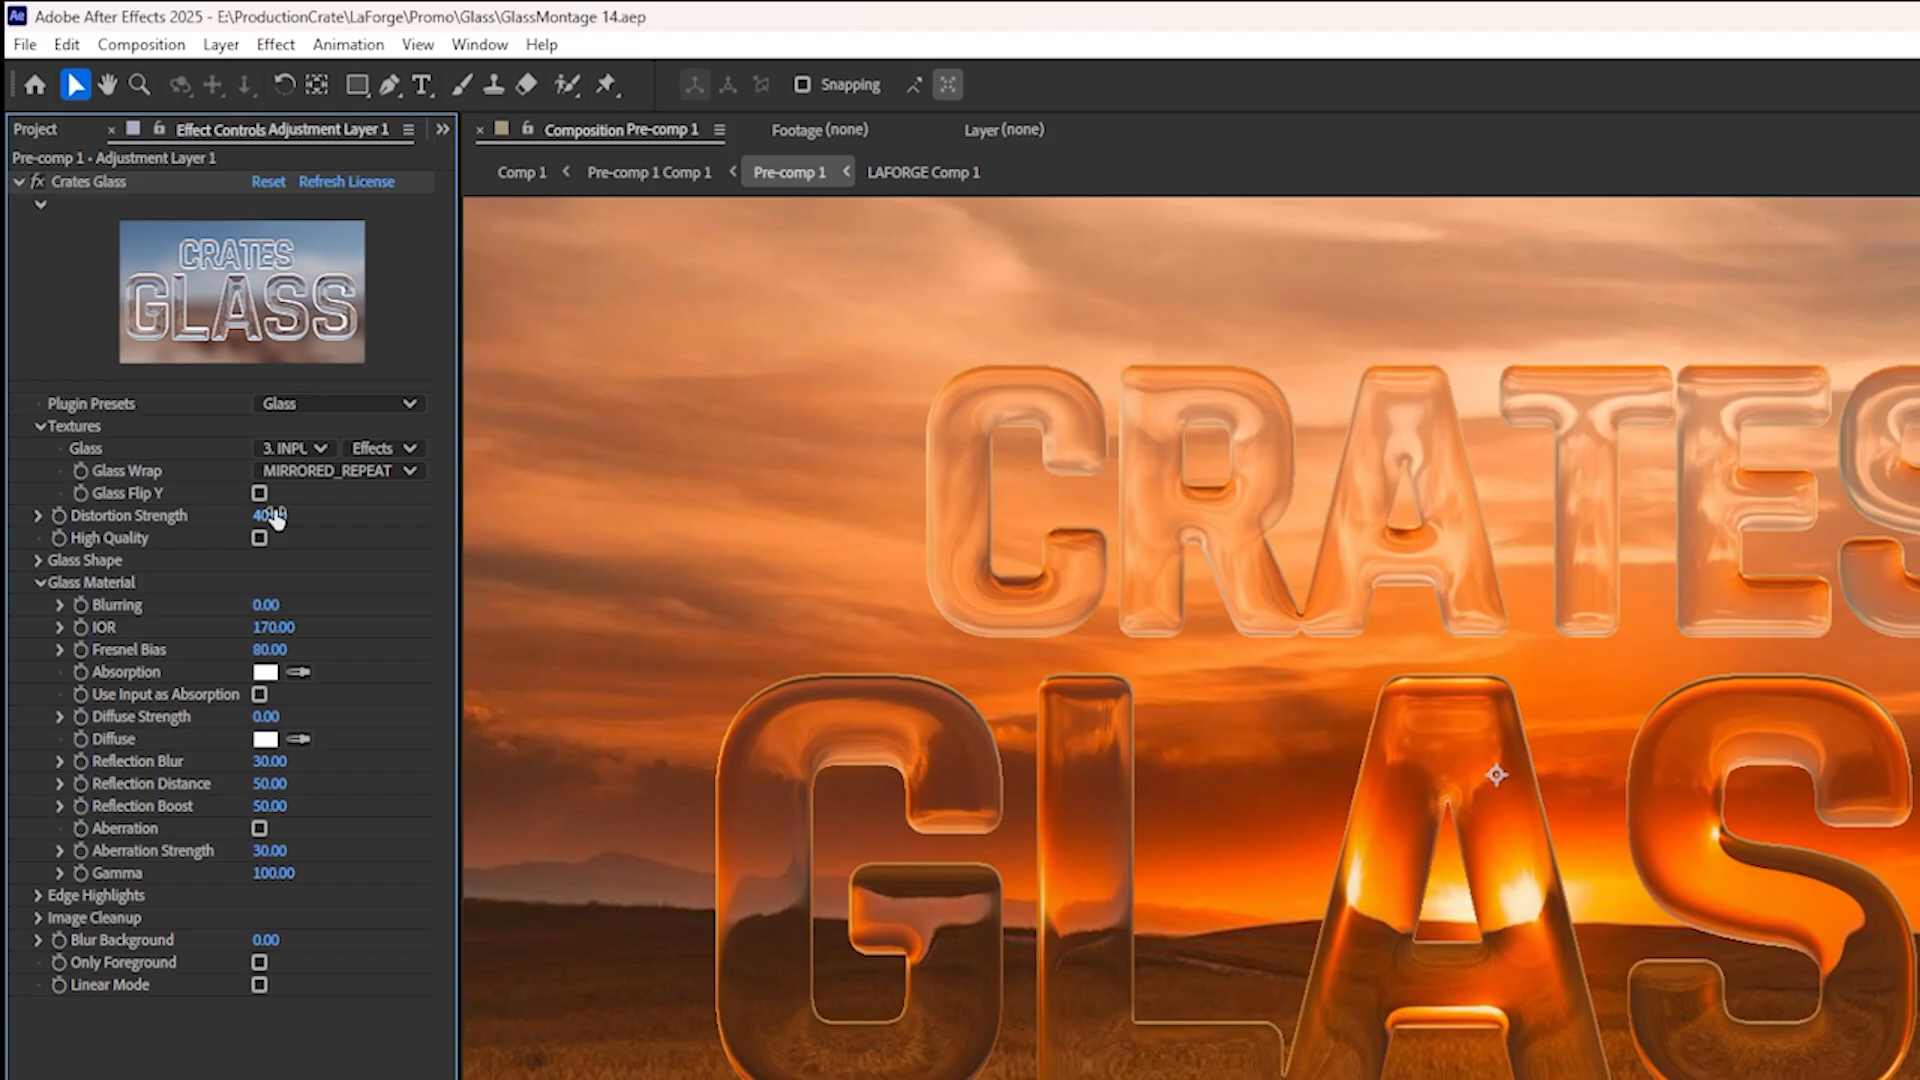 Ae Adobe After Effects 2025 - E:\ProductionCrate\LaForge\Promo\Glass\GlassMontage 14.aep
File Edit Composition Layer Effect Animation View Window Help
Snapping
Project × Effect Controls Adjustment Layer 1
× Composition Pre-comp 1 Footage (none) Layer (none)
Pre-comp 1 • Adjustment Layer 1
Comp 1 Pre-comp 1 Comp 1 Pre-comp 1 LAFORGE Comp 1
fx Crates Glass Reset Refresh License
CRATES
GLASS
Plugin Presets Glass
Textures
Glass 3. INPU Effects
Glass Wrap MIRRORED_REPEAT
Glass Flip Y
Distortion Strength
High Quality
Glass Shape
Glass Material
Blurring 0.00
IOR 170.00
Fresnel Bias 80.00
Absorption
Use Input as Absorption
Diffuse Strength 0.00
Diffuse
Reflection Blur 30.00
Reflection Distance 50.00
Reflection Boost 50.00
Aberration
Aberration Strength 30.00
Gamma 100.00
Edge Highlights
Image Cleanup
Blur Background 0.00
Only Foreground
Linear Mode
CRATES
GLAS